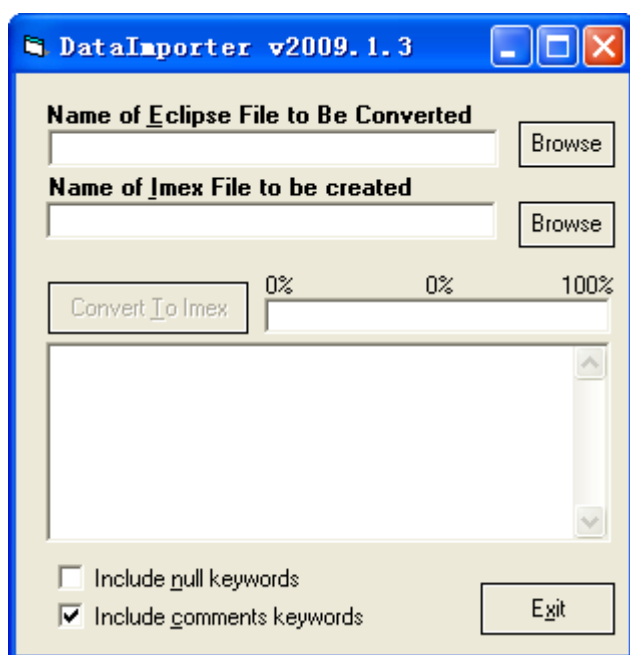 DataImporter v2009.1.3
Name of Eclipse File to Be Converted
Browse
Name of Imex File to be created
Browse
0% 0% 100%
Convert To Imex
Include null keywords
Include comments keywords
Exit